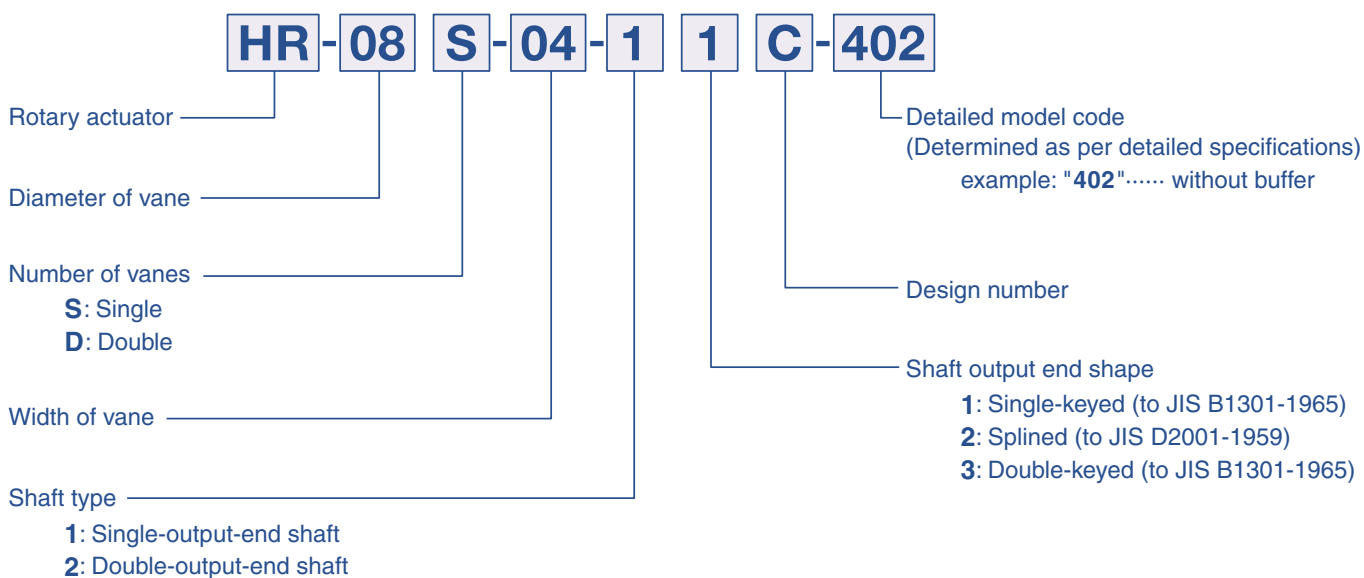 HR-08 S-04-1 1 C-402
Rotary actuator
Diameter of vane
Number of vanes
S: Single
D: Double
Width of vane
Shaft type
1: Single-output-end shaft
2: Double-output-end shaft
Detailed model code
(Determined as per detailed specifications)
example: "402"······ without buffer
Design number
Shaft output end shape
1: Single-keyed (to JIS B1301-1965)
2: Splined (to JIS D2001-1959)
3: Double-keyed (to JIS B1301-1965)